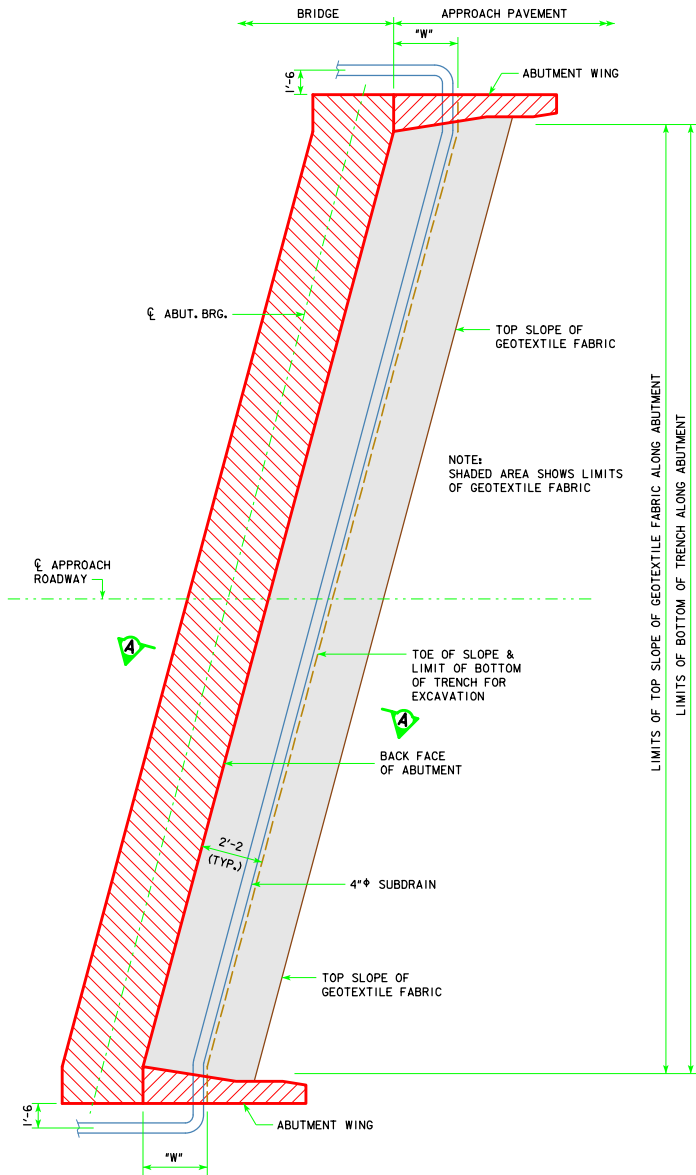 BRIDGE
APPROACH PAVEMENT
"W"
1'-6
ABUTMENT WING
℄ ABUT. BRG.
TOP SLOPE OF
GEOTEXTILE FABRIC
NOTE:
SHADED AREA SHOWS LIMITS
OF GEOTEXTILE FABRIC
℄ APPROACH
ROADWAY
A
TOE OF SLOPE &
LIMIT OF BOTTOM
OF TRENCH FOR
EXCAVATION
A
BACK FACE
OF ABUTMENT
2'-2
(TYP.)
4"ϕ SUBDRAIN
TOP SLOPE OF
GEOTEXTILE FABRIC
LIMITS OF TOP SLOPE OF GEOTEXTILE FABRIC ALONG ABUTMENT
LIMITS OF BOTTOM OF TRENCH ALONG ABUTMENT
1'-6
ABUTMENT WING
"W"